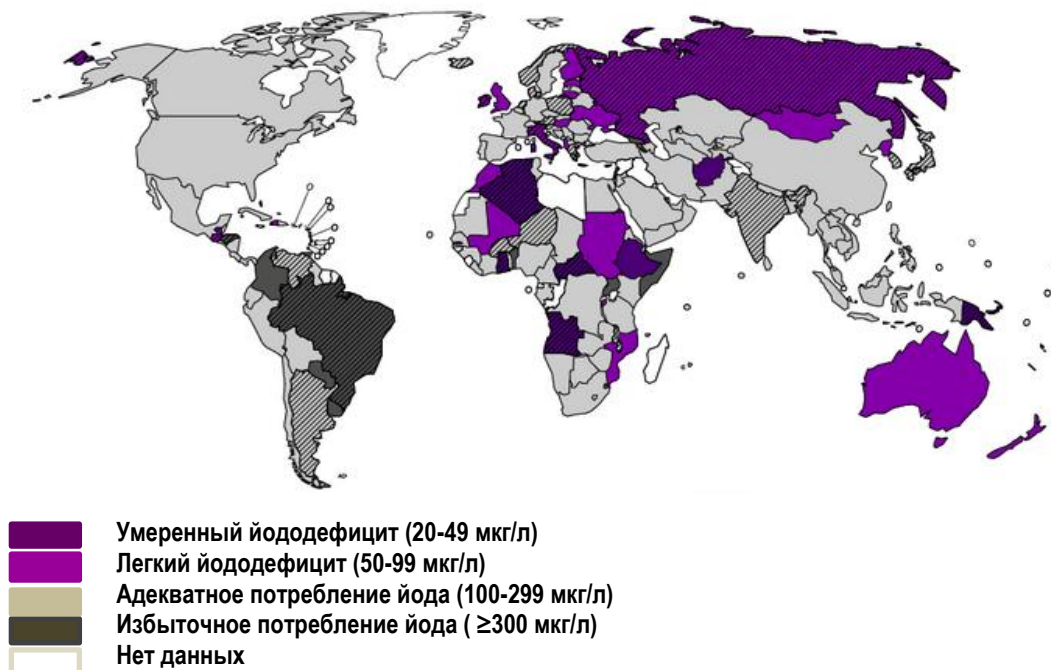 Умеренный йододефицит (20-49 мкг/л)
Легкий йододефицит (50-99 мкг/л)
Адекватное потребление йода (100-299 мкг/л)
Избыточное потребление йода ( ≥300 мкг/л)
Нет данных